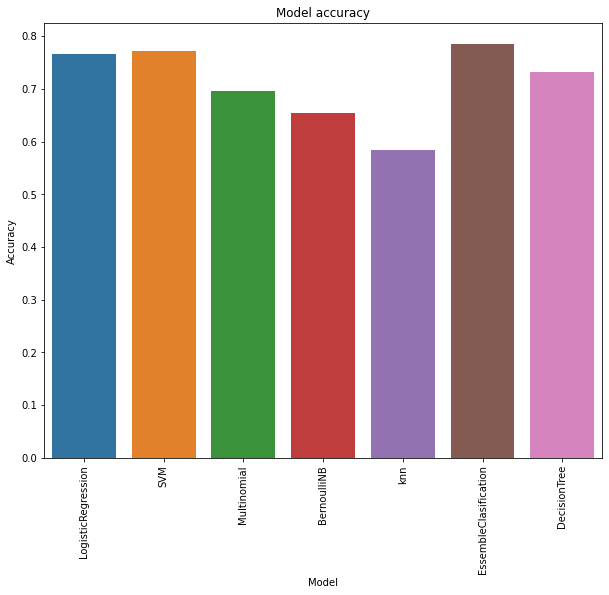 Model accuracy
Accuracy
0.8
0.7
0.6
0.5
0.4
0.3
0.2
0.1
0.0
LogisticRegression
SVM
Multinomial
BernoulliNB
knn
EssembleClasification
DecisionTree
Model